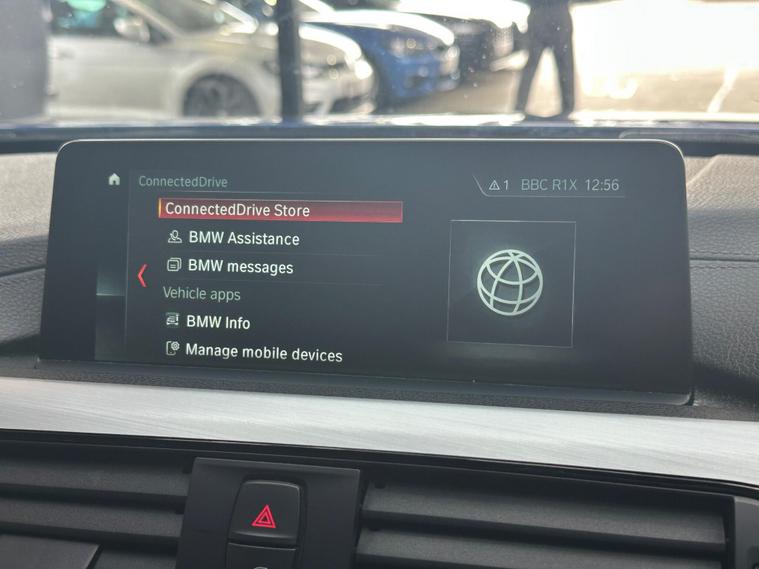 ConnectedDrive
1 BBC R1X 12:56
ConnectedDrive Store
BMW Assistance
BMW messages
Vehicle apps
BMW Info
Manage mobile devices